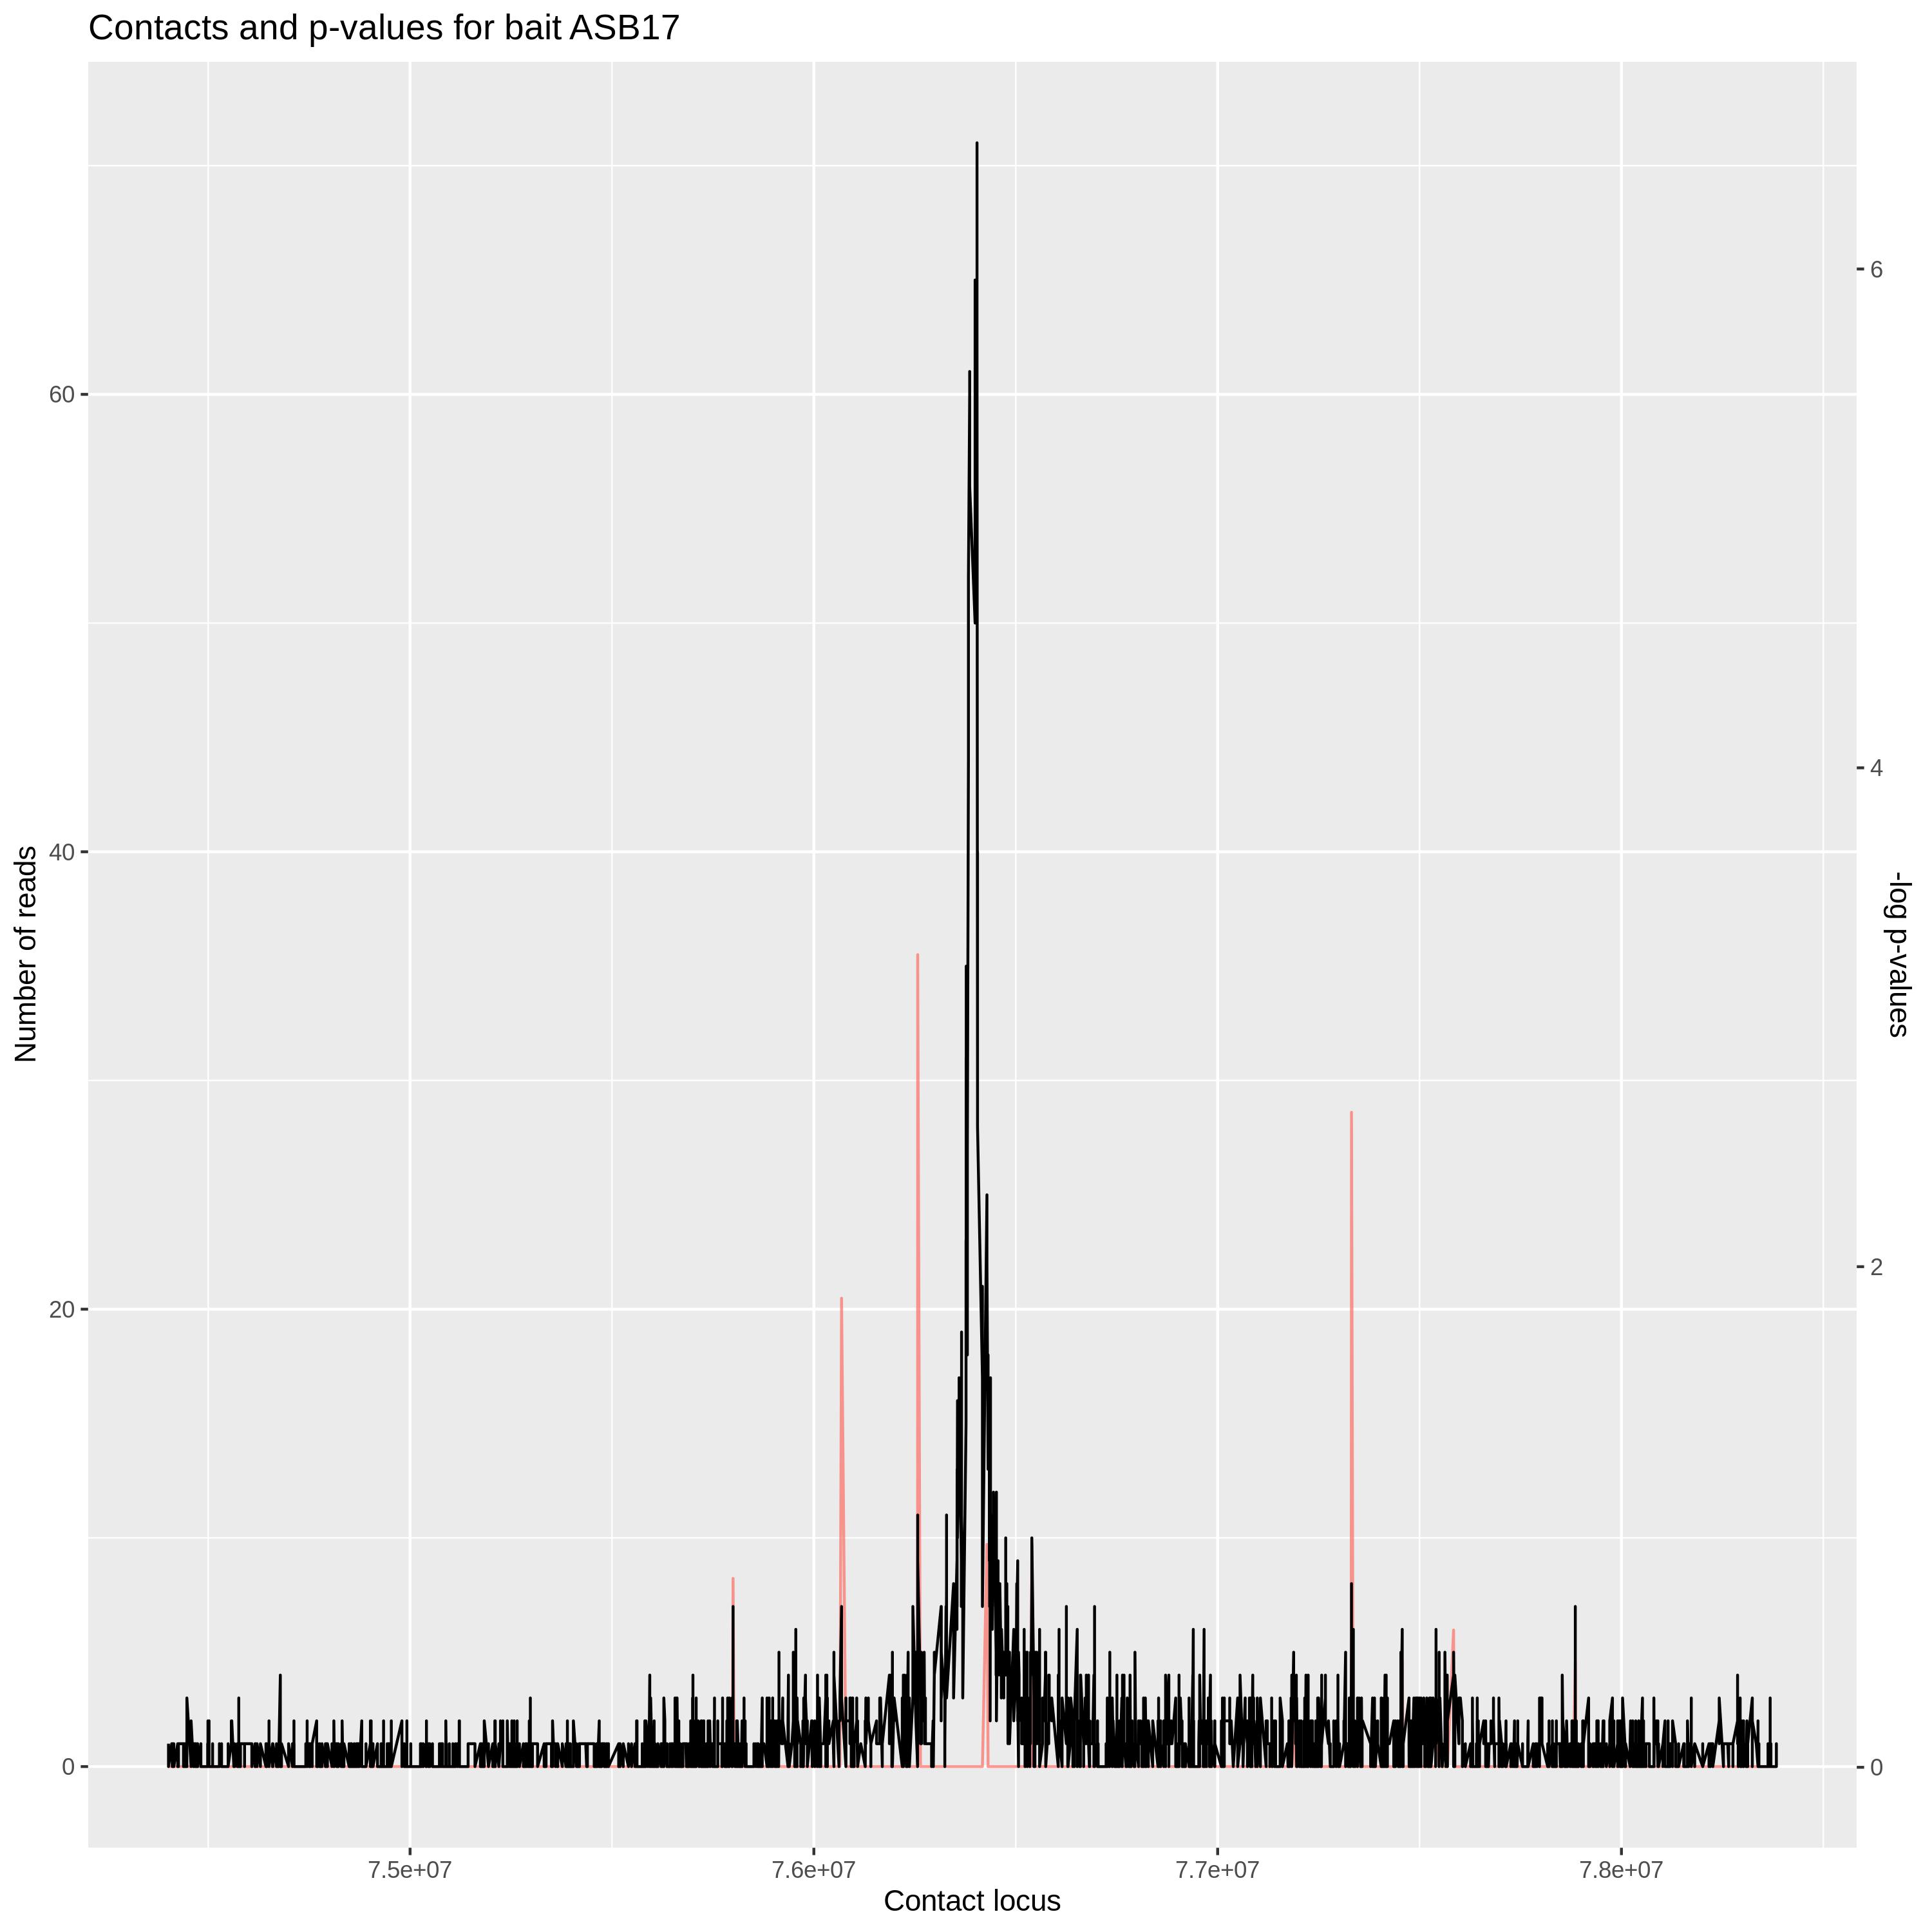 Contacts and p-values for bait ASB17
60
40
20
0
Number of reads
6
4
2
0
-log p-values
7.5e+07
7.6e+07
7.7e+07
7.8e+07
Contact locus